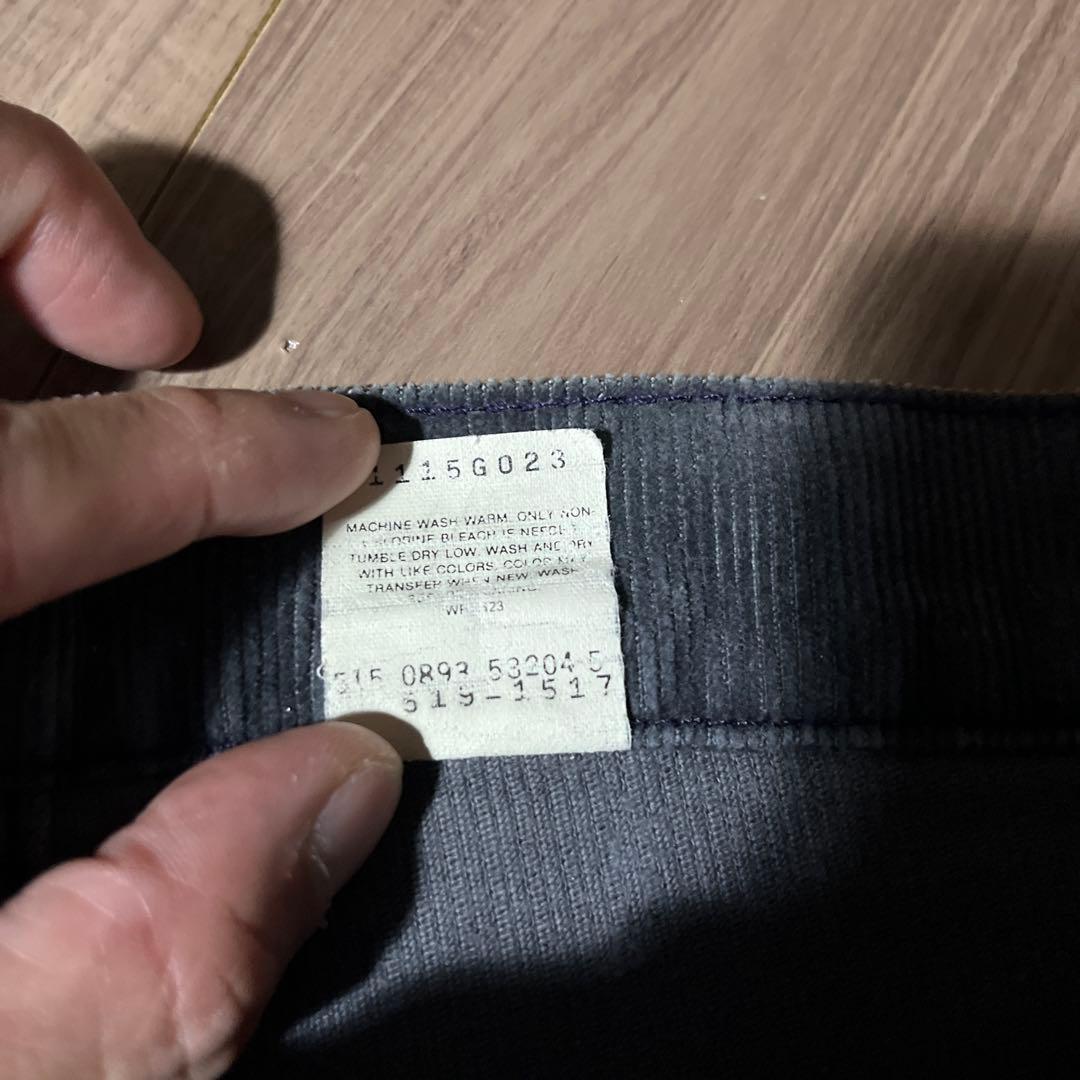 1115G023
MACHINE WASH WARM. ONLY NON-
BLEACH IF
TUMBLE DRY LOW. WASH AND DRY
WITH LIKE COLORS. COLOR MAY
TRANSFER WHEN NEW. WASH
515 0893 53204 5
519-1517